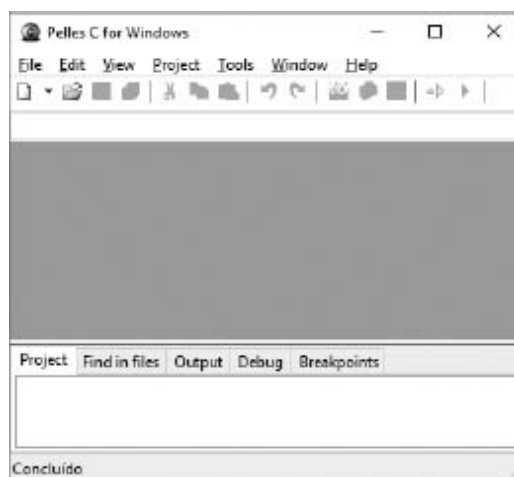 Pelles C for Windows
File Edit View Project Tools Window Help
Project Find in files Output Debug Breakpoints
Concluído